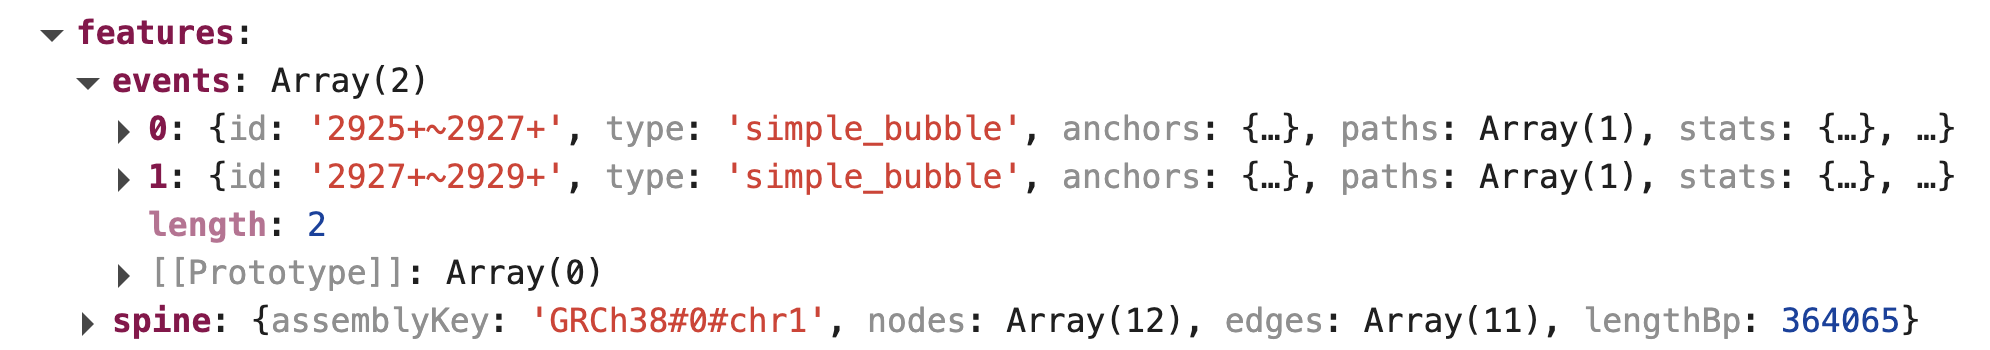 features:
events: Array(2)
0: {id: '2925+~2927+', type: 'simple_bubble', anchors: {…}, paths: Array(1), stats: {…}, …}
1: {id: '2927+~2929+', type: 'simple_bubble', anchors: {…}, paths: Array(1), stats: {…}, …}
length: 2
[[Prototype]]: Array(0)
spine: {assemblyKey: 'GRCh38#0#chr1', nodes: Array(12), edges: Array(11), lengthBp: 364065}